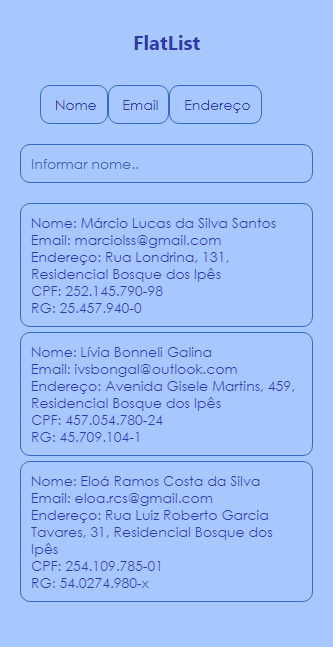 FlatList
Nome Email Endereço
Informar nome..
Nome: Márcio Lucas da Silva Santos
Email: marciolss@gmail.com
Endereço: Rua Londrina, 131,
Residencial Bosque dos Ipês
CPF: 252.145.790-98
RG: 25.457.940-0
Nome: Lívia Bonneli Galina
Email: ivsbongal@outlook.com
Endereço: Avenida Gisele Martins, 459,
Residencial Bosque dos Ipês
CPF: 457.054.780-24
RG: 45.709.104-1
Nome: Eloá Ramos Costa da Silva
Email: eloa.rcs@gmail.com
Endereço: Rua Luiz Roberto Garcia
Tavares, 31, Residencial Bosque dos
Ipês
CPF: 254.109.785-01
RG: 54.0274.980-x